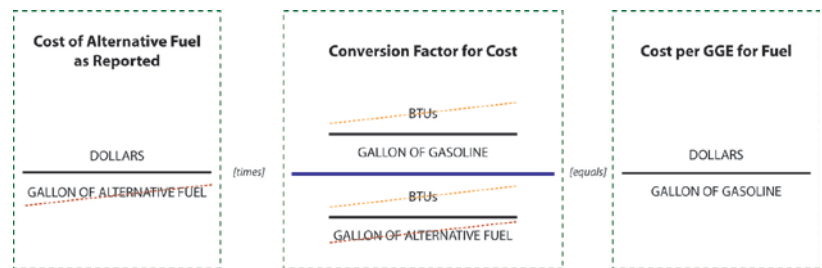 Cost of Alternative Fuel
as Reported
DOLLARS
GALLON OF ALTERNATIVE FUEL
[times]
Conversion Factor for Cost
BTUs
GALLON OF GASOLINE
BTUs
GALLON OF ALTERNATIVE FUEL
[equals]
Cost per GGE for Fuel
DOLLARS
GALLON OF GASOLINE